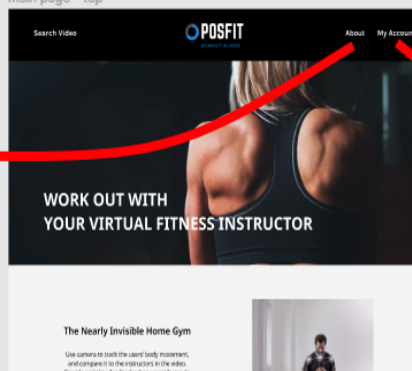 main page - top
Search Video
POSFIT
About
My Accoun
WORK OUT WITH
YOUR VIRTUAL FITNESS INSTRUCTOR
The Nearly Invisible Home Gym
Use camera to track the users' body movement,
and compare it to the instructors in the video.